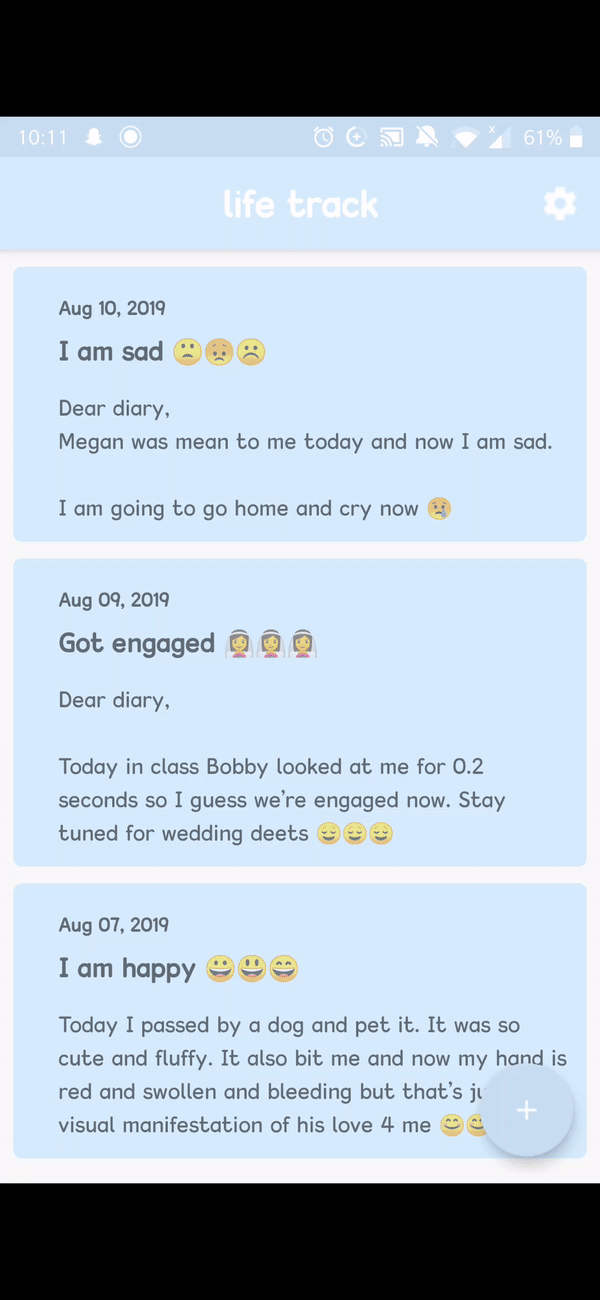 10:11 61%
life track
Aug 10, 2019
I am sad 🙁😟☹️
Dear diary,
Megan was mean to me today and now I am sad.
I am going to go home and cry now 😢
Aug 09, 2019
Got engaged 👰👰👰
Dear diary,
Today in class Bobby looked at me for 0.2
seconds so I guess we're engaged now. Stay
tuned for wedding deets 😌😌😌
Aug 07, 2019
I am happy 😀😃😄
Today I passed by a dog and pet it. It was so
cute and fluffy. It also bit me and now my hand is
red and swollen and bleeding but that's
visual manifestation of his love 4 me 😊😊